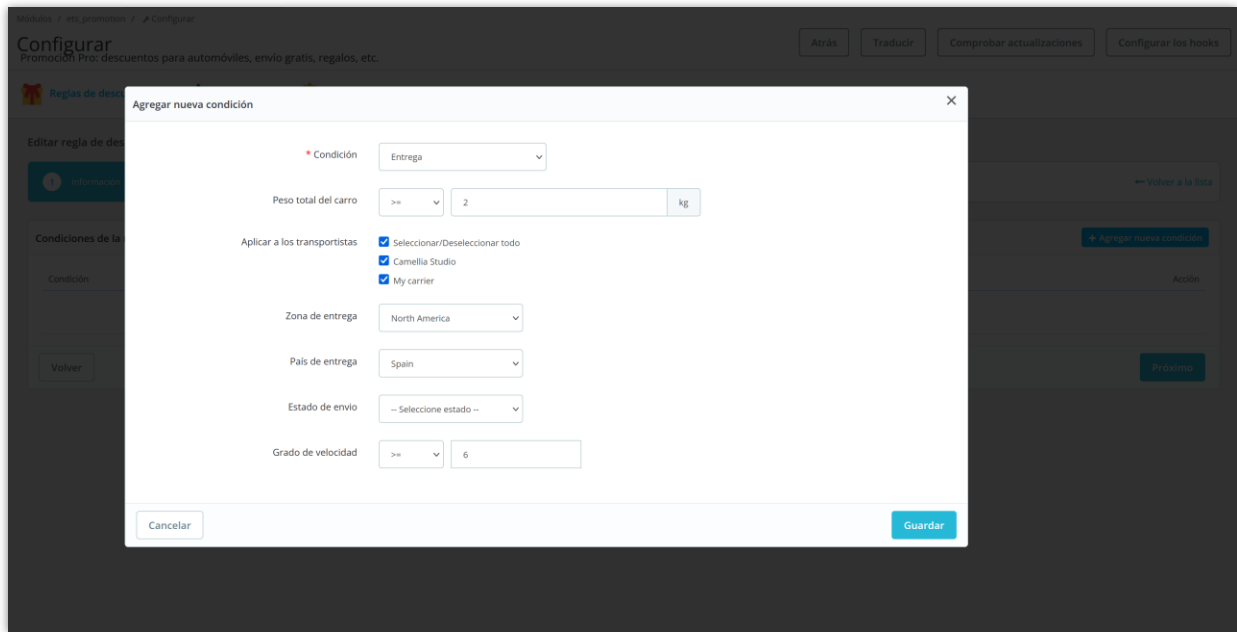 Módulos / ets_promotion / Configurar
Configurar
Promoción Pro: descuentos para automóviles, envío gratis, regalos, etc.
Atrás
Traducir
Comprobar actualizaciones
Configurar los hooks
Reglas de descu
Agregar nueva condición
×
Editar regla de des
1 Información
Volver a la lista
* Condición Entrega
Peso total del carro >= 2 kg
Condiciones de la
+ Agregar nueva condición
Aplicar a los transportistas Seleccionar/Deseleccionar todo
Camellia Studio
My carrier
Condición
Acción
Zona de entrega North America
País de entrega Spain
Volver
Próximo
Estado de envio -- Seleccione estado --
Grado de velocidad >= 6
Cancelar
Guardar